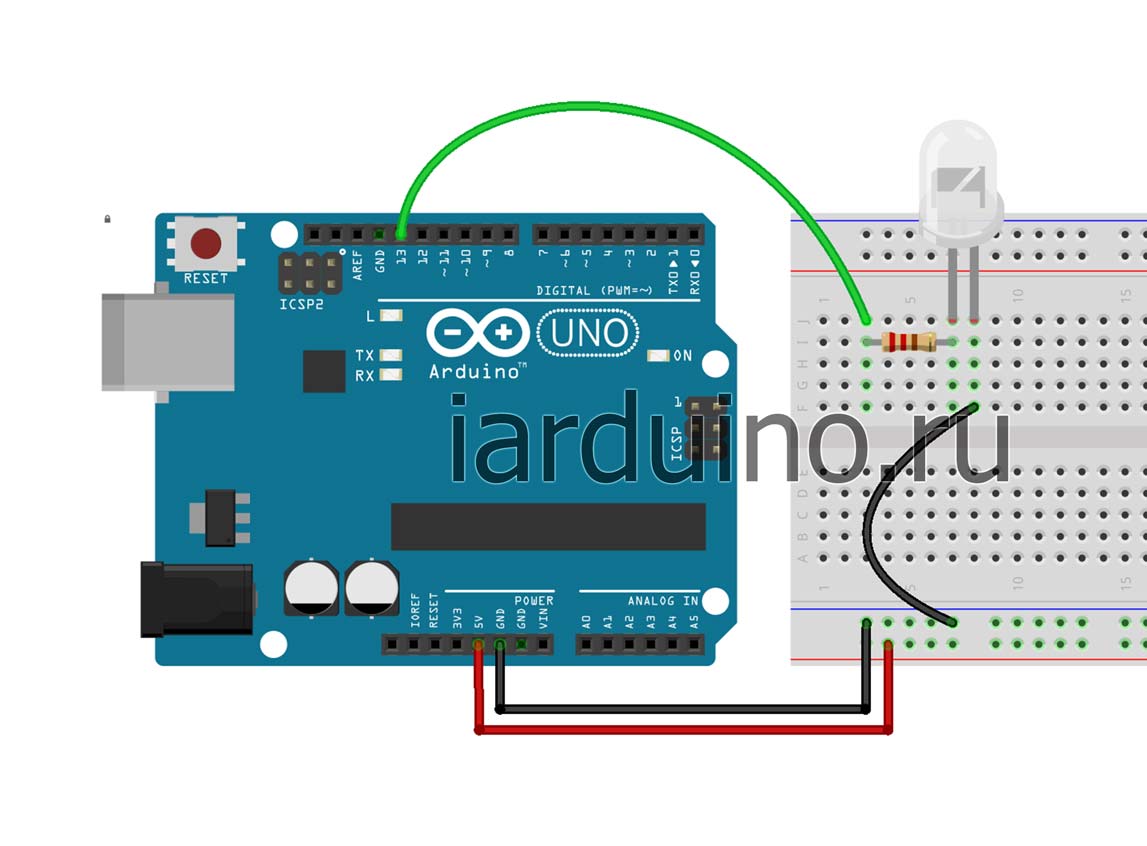 RESET
ICSP2
AREF
GND
13
12
~11
~10
~9
8
7
~6
~5
4
~3
2
TX0▶1
RX0◀0
DIGITAL (PWM=~)
L
TX
RX
UNO
Arduino™
ON
1
ICSP
iarduino.ru
POWER
ANALOG IN
IOREF
RESET
3V3
5V
GND
GND
VIN
A0
A1
A2
A3
A4
A5
1
5
10
15
J
I
H
G
F
E
D
C
B
A
1
5
10
15